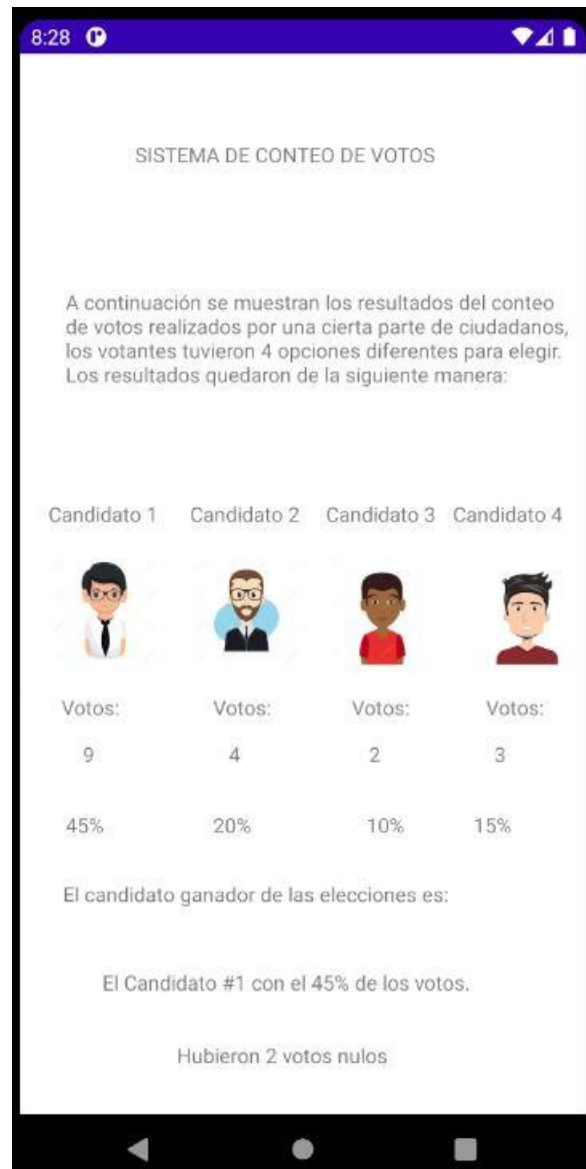 8:28
SISTEMA DE CONTEO DE VOTOS
A continuación se muestran los resultados del conteo
de votos realizados por una cierta parte de ciudadanos,
los votantes tuvieron 4 opciones diferentes para elegir.
Los resultados quedaron de la siguiente manera:
Candidato 1 Candidato 2 Candidato 3 Candidato 4
Votos: Votos: Votos: Votos:
9 4 2 3
45% 20% 10% 15%
El candidato ganador de las elecciones es:
El Candidato #1 con el 45% de los votos.
Hubieron 2 votos nulos